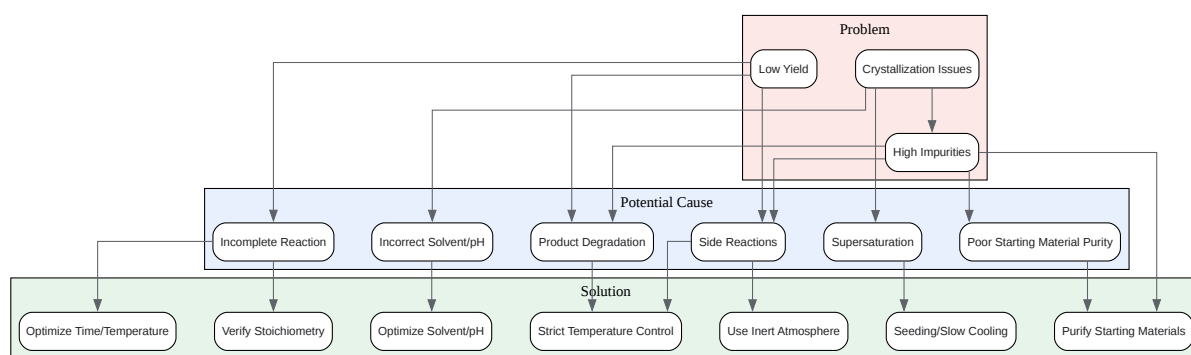 Problem
Low Yield
Crystallization Issues
High Impurities
Potential Cause
Incomplete Reaction
Incorrect Solvent/pH
Product Degradation
Side Reactions
Supersaturation
Poor Starting Material Purity
Solution
Optimize Time/Temperature
Verify Stoichiometry
Optimize Solvent/pH
Strict Temperature Control
Use Inert Atmosphere
Seeding/Slow Cooling
Purify Starting Materials